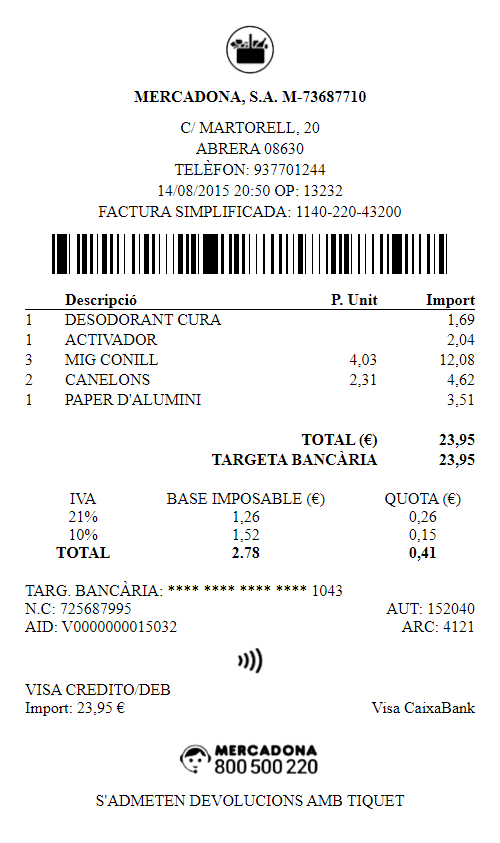 MERCADONA, S.A. M-73687710
C/ MARTORELL, 20
ABRERA 08630
TELÈFON: 937701244
14/08/2015 20:50 OP: 13232
FACTURA SIMPLIFICADA: 1140-220-43200
Descripció P. Unit Import
1 DESODORANT CURA 1,69
1 ACTIVADOR 2,04
3 MIG CONILL 4,03 12,08
2 CANELONS 2,31 4,62
1 PAPER D'ALUMINI 3,51
TOTAL (€) 23,95
TARGETA BANCÀRIA 23,95
IVA BASE IMPOSABLE (€) QUOTA (€)
21% 1,26 0,26
10% 1,52 0,15
TOTAL 2.78 0,41
TARG. BANCÀRIA: **** **** **** **** 1043
N.C: 725687995 AUT: 152040
AID: V0000000015032 ARC: 4121
VISA CREDITO/DEB
Import: 23,95 € Visa CaixaBank
MERCADONA
800 500 220
S'ADMETEN DEVOLUCIONS AMB TIQUET